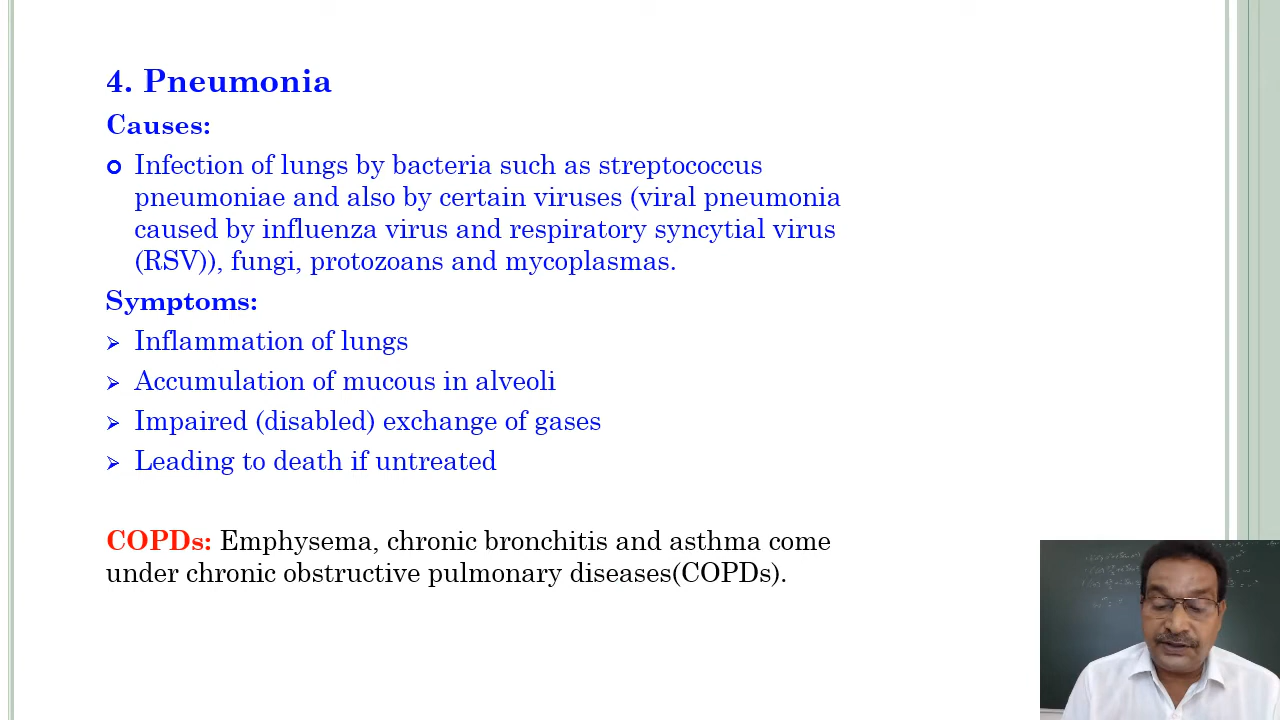 4. Pneumonia
Causes:
Infection of lungs by bacteria such as streptococcus
pneumoniae and also by certain viruses (viral pneumonia
caused by influenza virus and respiratory syncytial virus
(RSV)), fungi, protozoans and mycoplasmas.
Symptoms:
Inflammation of lungs
Accumulation of mucous in alveoli
Impaired (disabled) exchange of gases
Leading to death if untreated
COPDs: Emphysema, chronic bronchitis and asthma come
under chronic obstructive pulmonary diseases(COPDs).